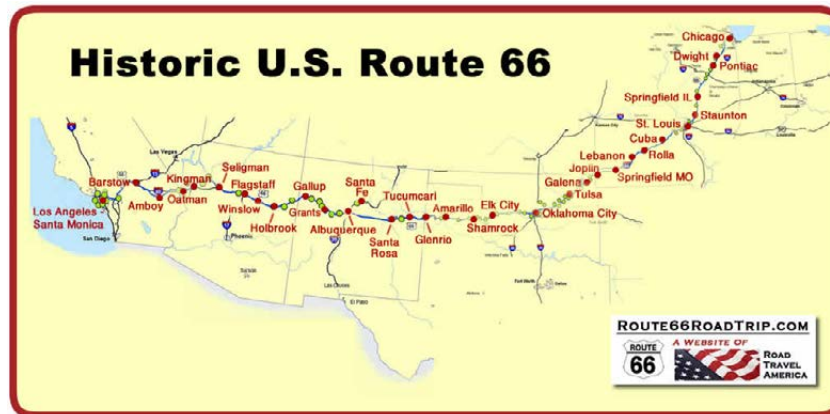 Historic U.S. Route 66
Chicago
Dwight
Pontiac
Springfield IL
Staunton
St. Louis
Cuba
Rolla
Lebanon
Springfield MO
Joplin
Galena
Tulsa
Oklahoma City
Elk City
Shamrock
Amarillo
Glenrio
Tucumcari
Santa
Rosa
Santa
Fe
Albuquerque
Grants
Gallup
Holbrook
Winslow
Flagstaff
Seligman
Kingman
Oatman
Amboy
Barstow
Los Angeles
Santa Monica
Las Vegas
San Diego
Phoenix
Las Cruces
El Paso
ROUTE66ROADTRIP.COM
ROUTE
66
A WEBSITE OF
ROAD
TRAVEL
AMERICA